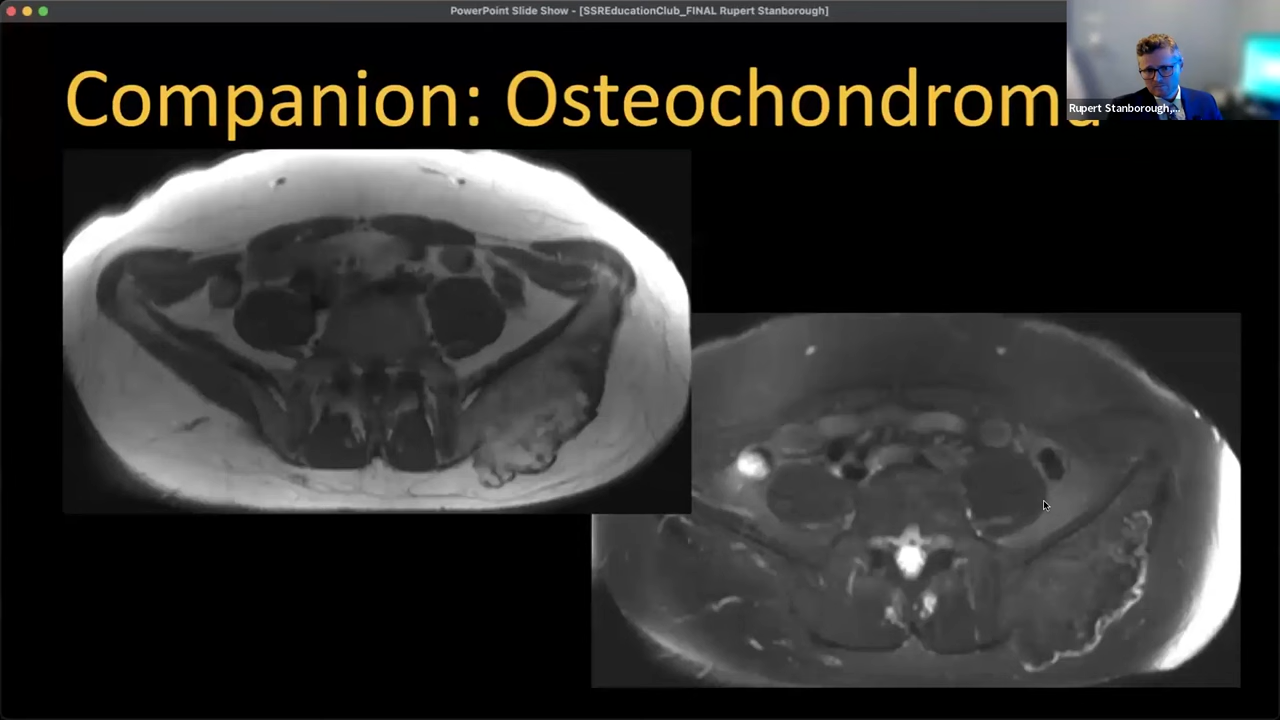 PowerPoint Slide Show - [SSREducationClub_FINAL Rupert Stanborough]
Companion: Osteochondroma
Rupert Stanborough,...